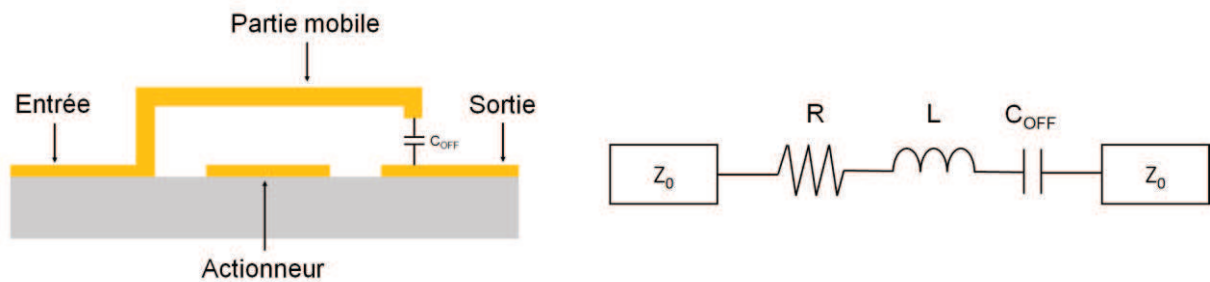 Partie mobile
Entrée
Sortie
C_OFF
Actionneur
R
L
C_OFF
Z_0
Z_0